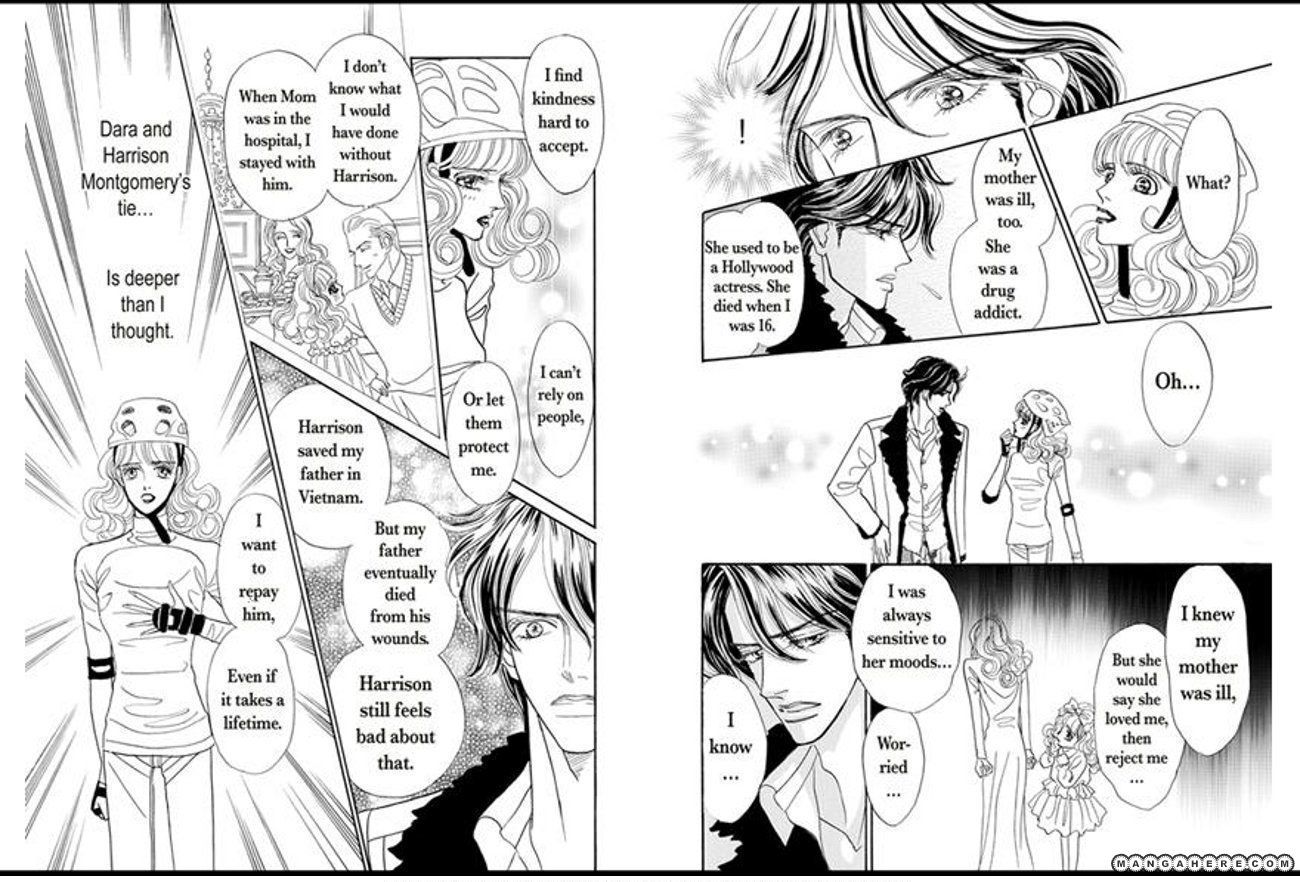 !
What?
My
mother
was ill,
too.
She
was a
drug
addict.
She used to be
a Hollywood
actress. She
died when I
was 16.
Oh...
I knew
my
mother
was ill,
But she
would
say she
loved me,
then
reject me
...
I was
always
sensitive to
her moods...
Wor-
ried
...
I
know
...
I find
kindness
hard to
accept.
I can't
rely on
people,
Or let
them
protect
me.
I don't
know what
I would
have done
without
Harrison.
When Mom
was in the
hospital, I
stayed with
him.
Harrison
saved my
father in
Vietnam.
But my
father
eventually
died
from his
wounds.
Harrison
still feels
bad about
that.
Dara and
Harrison
Montgomery's
tie...
Is deeper
than I
thought.
I
want
to
repay
him,
Even if
it takes a
lifetime.
MANGAHERE.COM